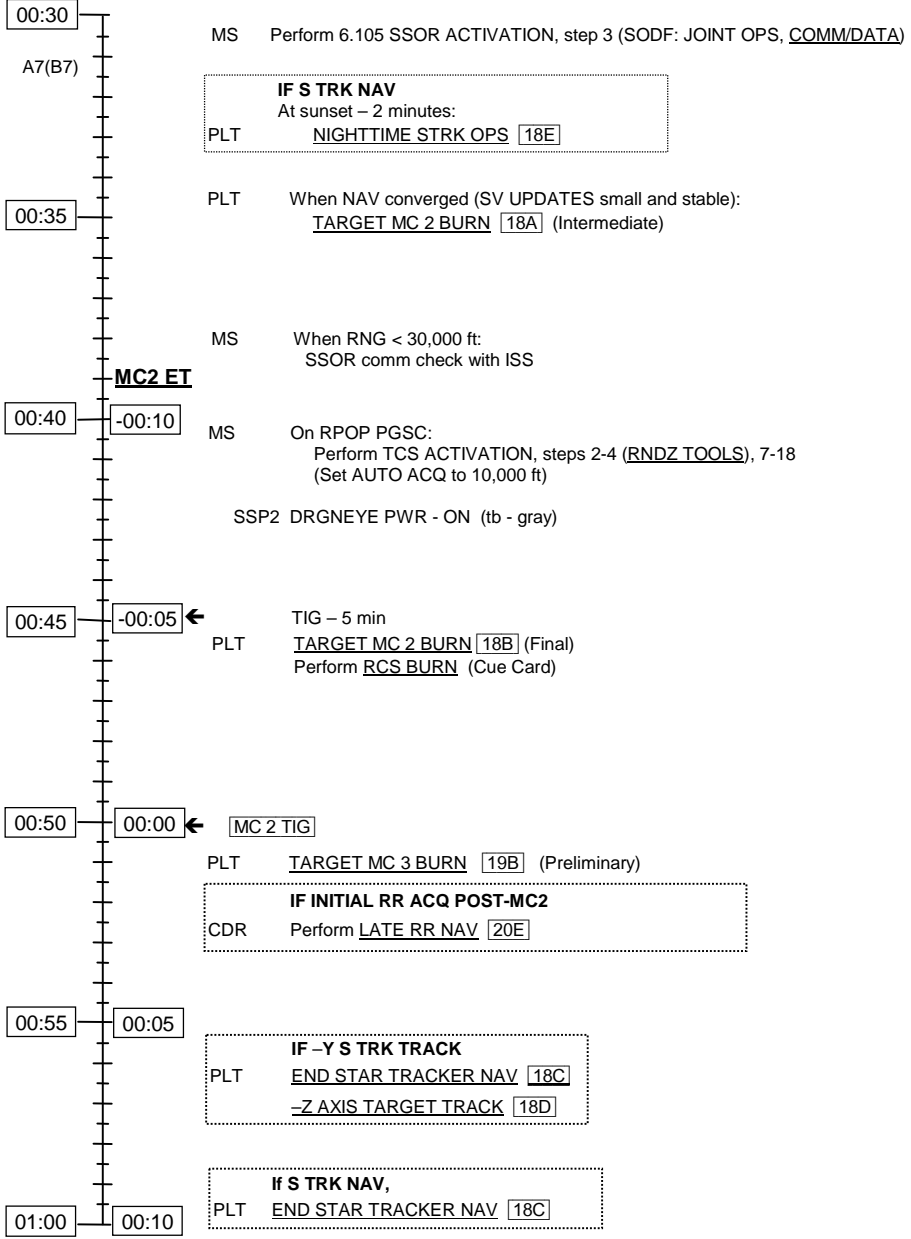 00:30
MS Perform 6.105 SSOR ACTIVATION, step 3 (SODF: JOINT OPS, COMM/DATA)
A7(B7)
IF S TRK NAV
At sunset – 2 minutes:
PLT NIGHTTIME STRK OPS 18E
PLT When NAV converged (SV UPDATES small and stable):
00:35
TARGET MC 2 BURN 18A (Intermediate)
MS When RNG < 30,000 ft:
SSOR comm check with ISS
MC2 ET
00:40 -00:10
MS On RPOP PGSC:
Perform TCS ACTIVATION, steps 2-4 (RNDZ TOOLS), 7-18
(Set AUTO ACQ to 10,000 ft)
SSP2 DRGNEYE PWR - ON (tb - gray)
00:45 -00:05 ← TIG – 5 min
PLT TARGET MC 2 BURN 18B (Final)
Perform RCS BURN (Cue Card)
00:50 00:00 ← MC 2 TIG
PLT TARGET MC 3 BURN 19B (Preliminary)
IF INITIAL RR ACQ POST-MC2
CDR Perform LATE RR NAV 20E
00:55 00:05
IF –Y S TRK TRACK
PLT END STAR TRACKER NAV 18C
–Z AXIS TARGET TRACK 18D
If S TRK NAV,
PLT END STAR TRACKER NAV 18C
01:00 00:10